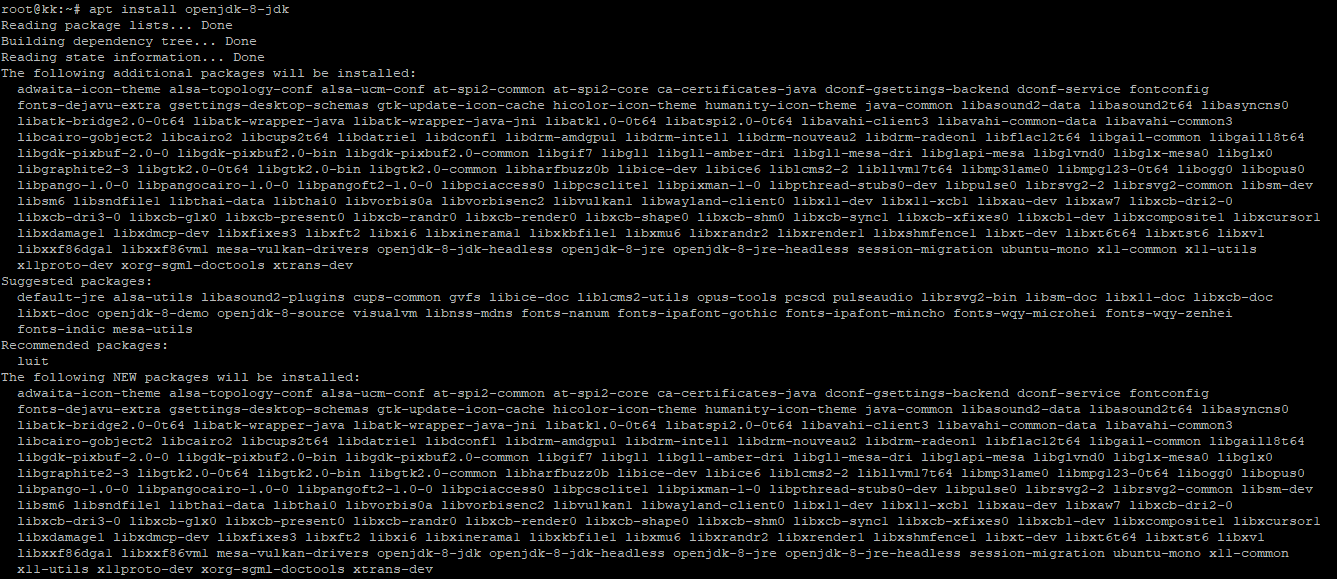 root@kk:~# apt install openjdk-8-jdk
Reading package lists... Done
Building dependency tree... Done
Reading state information... Done
The following additional packages will be installed:
adwaita-icon-theme alsa-topology-conf alsa-ucm-conf at-spi2-common at-spi2-core ca-certificates-java dconf-gsettings-backend dconf-service fontconfig
fonts-dejavu-extra gsettings-desktop-schemas gtk-update-icon-cache hicolor-icon-theme humanity-icon-theme java-common libasound2-data libasound2t64 libasyncns0
libatk-bridge2.0-0t64 libatk-wrapper-java libatk-wrapper-java-jni libatk1.0-0t64 libatspi2.0-0t64 libavahi-client3 libavahi-common-data libavahi-common3
libcairo-gobject2 libcairo2 libcups2t64 libdatrie1 libdconf1 libdrm-amdgpu1 libdrm-intel1 libdrm-nouveau2 libdrm-radeon1 libflac12t64 libgail-common libgail18t64
libgdk-pixbuf-2.0-0 libgdk-pixbuf2.0-bin libgdk-pixbuf2.0-common libgif7 libgl1 libgl1-amber-dri libgl1-mesa-dri libglapi-mesa libglvnd0 libglx-mesa0 libglx0
libgraphite2-3 libgtk2.0-0t64 libgtk2.0-bin libgtk2.0-common libharfbuzz0b libice-dev libice6 liblcms2-2 libllvm17t64 libmp3lame0 libmpg123-0t64 libogg0 libopus0
libpango-1.0-0 libpangocairo-1.0-0 libpangoft2-1.0-0 libpciaccess0 libpcsclite1 libpixman-1-0 libpthread-stubs0-dev libpulse0 librsvg2-2 librsvg2-common libsm-dev
libsm6 libsndfile1 libthai-data libthai0 libvorbis0a libvorbisenc2 libvulkan1 libwayland-client0 libx11-dev libx11-xcb1 libxau-dev libxaw7 libxcb-dri2-0
libxcb-dri3-0 libxcb-glx0 libxcb-present0 libxcb-randr0 libxcb-render0 libxcb-shape0 libxcb-shm0 libxcb-sync1 libxcb-xfixes0 libxcb1-dev libxcomposite1 libxcursor1
libxdamage1 libxdmcp-dev libxfixes3 libxft2 libxi6 libxinerama1 libxkbfile1 libxmu6 libxrandr2 libxrender1 libxshmfence1 libxt-dev libxt6t64 libxtst6 libxv1
libxxf86dga1 libxxf86vm1 mesa-vulkan-drivers openjdk-8-jdk-headless openjdk-8-jre openjdk-8-jre-headless session-migration ubuntu-mono x11-common x11-utils
x11proto-dev xorg-sgml-doctools xtrans-dev
Suggested packages:
default-jre alsa-utils libasound2-plugins cups-common gvfs libice-doc liblcms2-utils opus-tools pcscd pulseaudio librsvg2-bin libsm-doc libx11-doc libxcb-doc
libxt-doc openjdk-8-demo openjdk-8-source visualvm libnss-mdns fonts-nanum fonts-ipafont-gothic fonts-ipafont-mincho fonts-wqy-microhei fonts-wqy-zenhei
fonts-indic mesa-utils
Recommended packages:
luit
The following NEW packages will be installed:
adwaita-icon-theme alsa-topology-conf alsa-ucm-conf at-spi2-common at-spi2-core ca-certificates-java dconf-gsettings-backend dconf-service fontconfig
fonts-dejavu-extra gsettings-desktop-schemas gtk-update-icon-cache hicolor-icon-theme humanity-icon-theme java-common libasound2-data libasound2t64 libasyncns0
libatk-bridge2.0-0t64 libatk-wrapper-java libatk-wrapper-java-jni libatk1.0-0t64 libatspi2.0-0t64 libavahi-client3 libavahi-common-data libavahi-common3
libcairo-gobject2 libcairo2 libcups2t64 libdatrie1 libdconf1 libdrm-amdgpu1 libdrm-intel1 libdrm-nouveau2 libdrm-radeon1 libflac12t64 libgail-common libgail18t64
libgdk-pixbuf-2.0-0 libgdk-pixbuf2.0-bin libgdk-pixbuf2.0-common libgif7 libgl1 libgl1-amber-dri libgl1-mesa-dri libglapi-mesa libglvnd0 libglx-mesa0 libglx0
libgraphite2-3 libgtk2.0-0t64 libgtk2.0-bin libgtk2.0-common libharfbuzz0b libice-dev libice6 liblcms2-2 libllvm17t64 libmp3lame0 libmpg123-0t64 libogg0 libopus0
libpango-1.0-0 libpangocairo-1.0-0 libpangoft2-1.0-0 libpciaccess0 libpcsclite1 libpixman-1-0 libpthread-stubs0-dev libpulse0 librsvg2-2 librsvg2-common libsm-dev
libsm6 libsndfile1 libthai-data libthai0 libvorbis0a libvorbisenc2 libvulkan1 libwayland-client0 libx11-dev libx11-xcb1 libxau-dev libxaw7 libxcb-dri2-0
libxcb-dri3-0 libxcb-glx0 libxcb-present0 libxcb-randr0 libxcb-render0 libxcb-shape0 libxcb-shm0 libxcb-sync1 libxcb-xfixes0 libxcb1-dev libxcomposite1 libxcursor1
libxdamage1 libxdmcp-dev libxfixes3 libxft2 libxi6 libxinerama1 libxkbfile1 libxmu6 libxrandr2 libxrender1 libxshmfence1 libxt-dev libxt6t64 libxtst6 libxv1
libxxf86dga1 libxxf86vm1 mesa-vulkan-drivers openjdk-8-jdk openjdk-8-jdk-headless openjdk-8-jre openjdk-8-jre-headless session-migration ubuntu-mono x11-common
x11-utils x11proto-dev xorg-sgml-doctools xtrans-dev